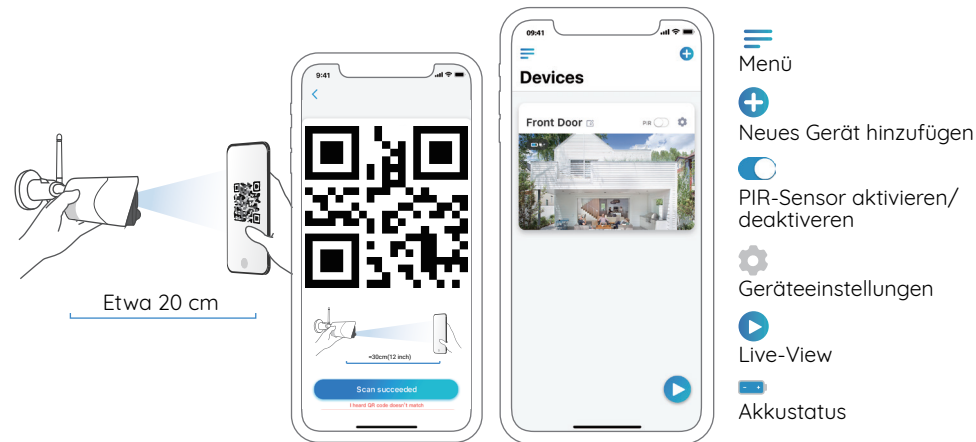 Etwa 20 cm
9:41
≈30cm(12 inch)
Scan succeeded
I heard QR code doesn't match
09:41
Devices
Front Door
PIR
Menü
Neues Gerät hinzufügen
PIR-Sensor aktivieren/
deaktiveren
Geräteeinstellungen
Live-View
Akkustatus